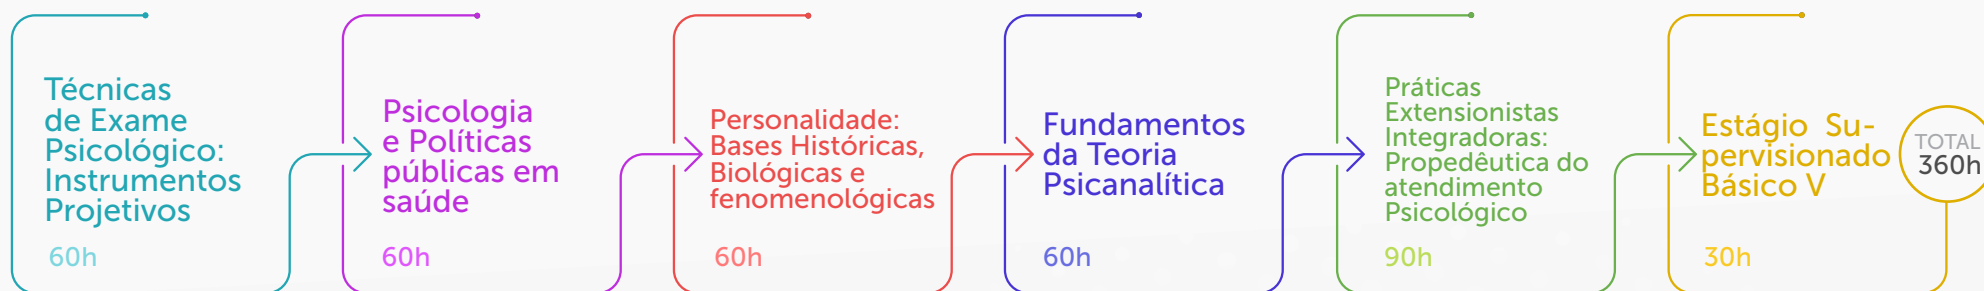 Técnicas
de Exame
Psicológico:
Instrumentos
Projetivos
60h
Psicologia
e Políticas
públicas em
saúde
60h
Personalidade:
Bases Históricas,
Biológicas e
fenomenológicas
60h
Fundamentos
da Teoria
Psicanalítica
60h
Práticas
Extensionistas
Integradoras:
Propedêutica do
atendimento
Psicológico
90h
Estágio Su-
pervisionado
Básico V
30h
TOTAL
360h